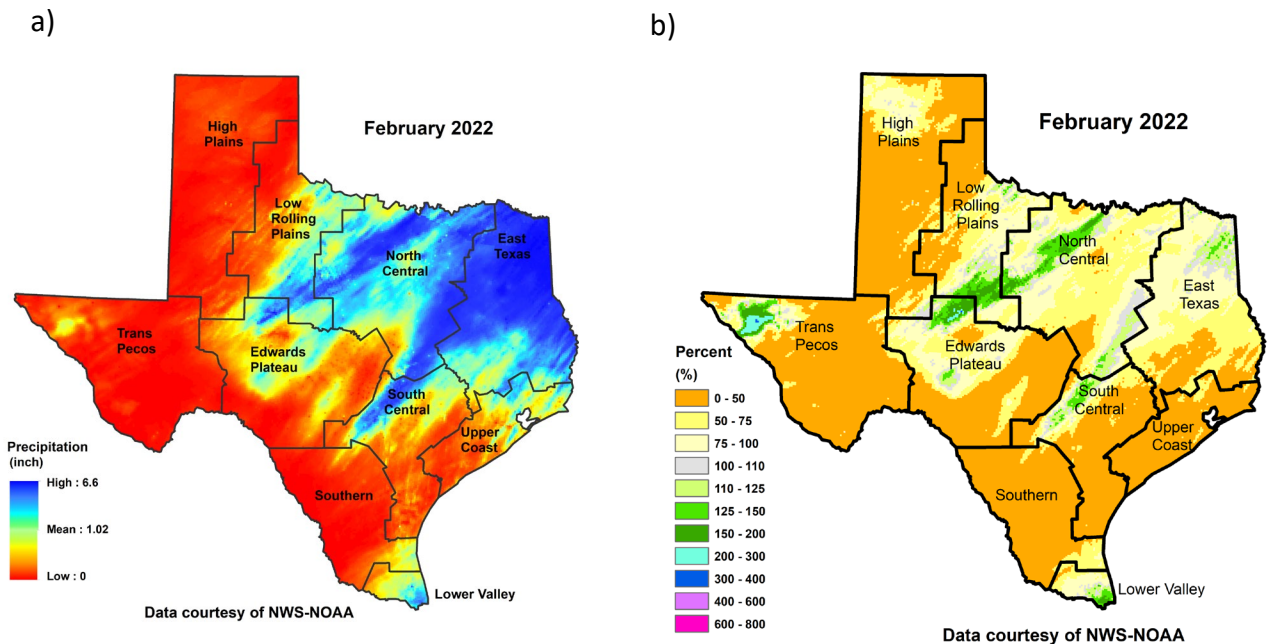 a)
February 2022
High
Plains
Low
Rolling
Plains
North
Central
East
Texas
Trans
Pecos
Edwards
Plateau
South
Central
Upper
Coast
Southern
Lower Valley
Precipitation
(inch)
High : 6.6
Mean : 1.02
Low : 0
Data courtesy of NWS-NOAA
b)
February 2022
High
Plains
Low
Rolling
Plains
North
Central
East
Texas
Trans
Pecos
Edwards
Plateau
South
Central
Upper
Coast
Southern
Lower Valley
Percent
(%)
0 - 50
50 - 75
75 - 100
100 - 110
110 - 125
125 - 150
150 - 200
200 - 300
300 - 400
400 - 600
600 - 800
Data courtesy of NWS-NOAA